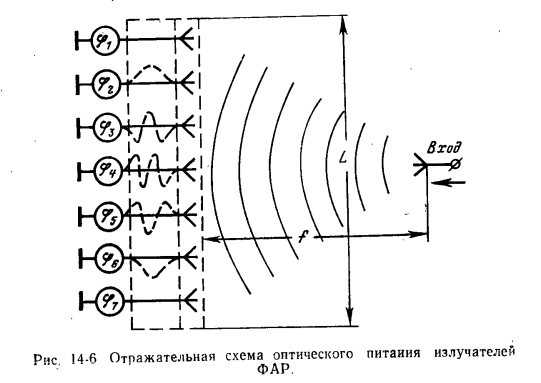 φ1
φ2
φ3
φ4
φ5
φ6
φ7
L
f
Вход
Рис. 14-6 Отражательная схема оптического питания излучателей
ФАР.